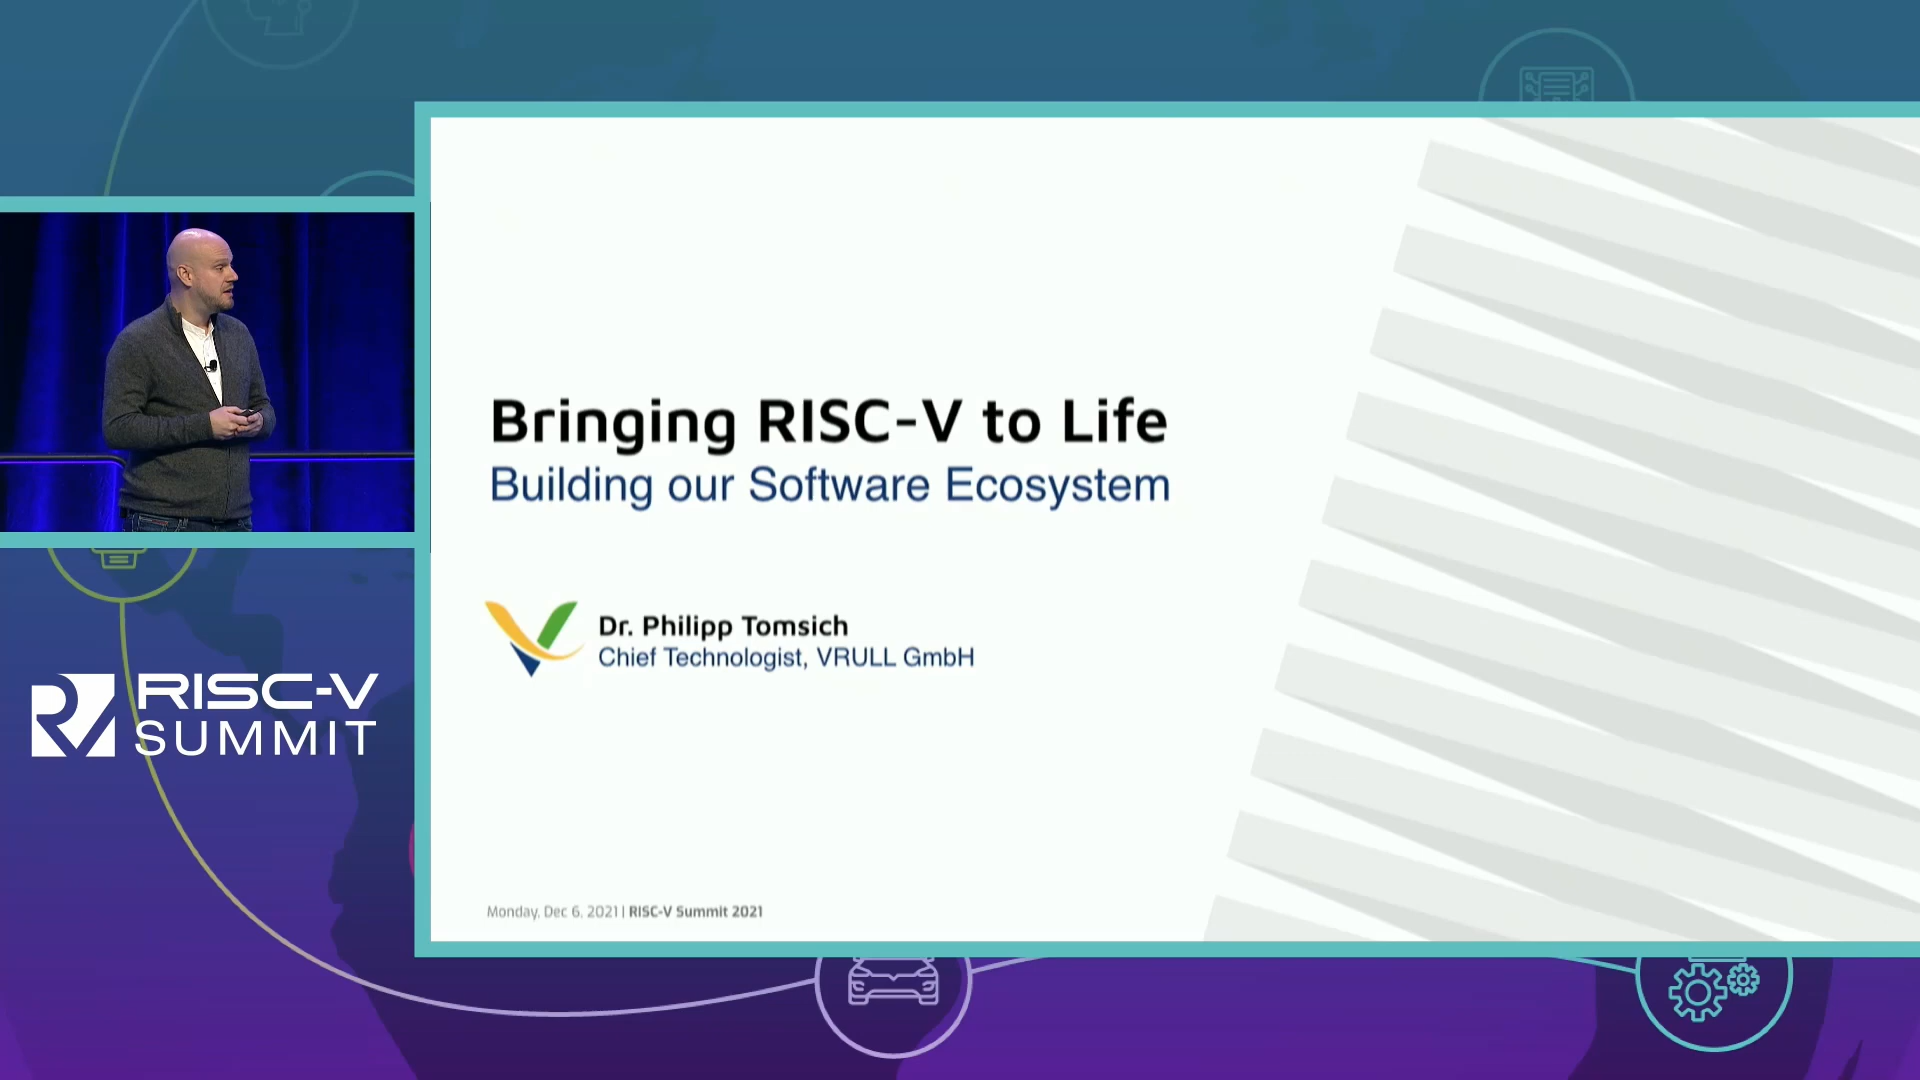 Bringing RISC-V to Life
Building our Software Ecosystem
Dr. Philipp Tomsich
Chief Technologist, VRULL GmbH
RISC-V
SUMMIT
Monday, Dec 6, 2021 | RISC-V Summit 2021